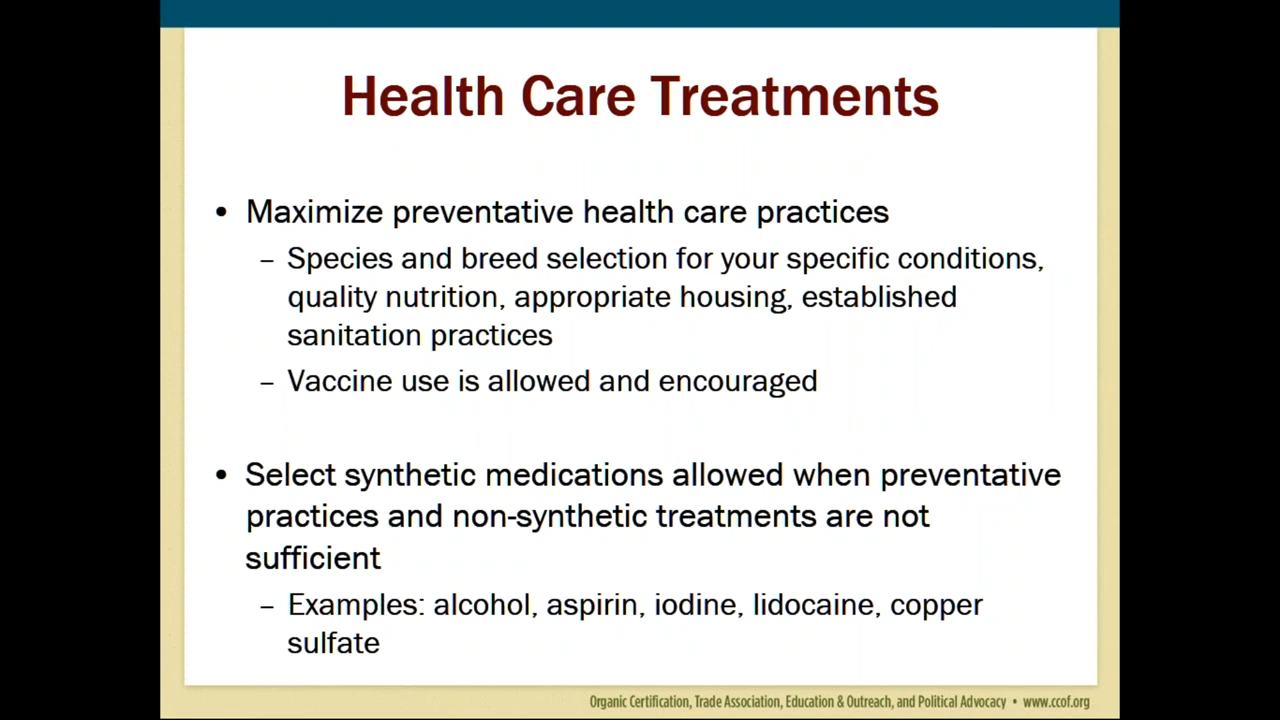 Health Care Treatments
• Maximize preventative health care practices
– Species and breed selection for your specific conditions,
quality nutrition, appropriate housing, established
sanitation practices
– Vaccine use is allowed and encouraged
• Select synthetic medications allowed when preventative
practices and non-synthetic treatments are not
sufficient
– Examples: alcohol, aspirin, iodine, lidocaine, copper
sulfate
Organic Certification, Trade Association, Education & Outreach, and Political Advocacy • www.ccof.org